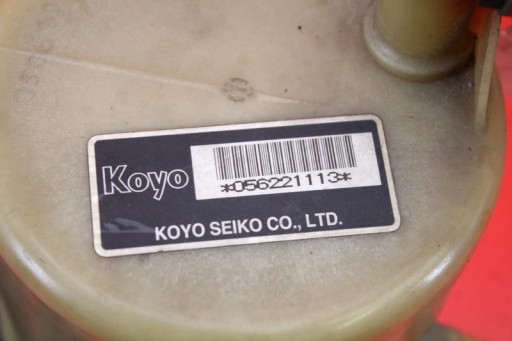 Koyo
*056221113*
KOYO SEIKO CO., LTD.